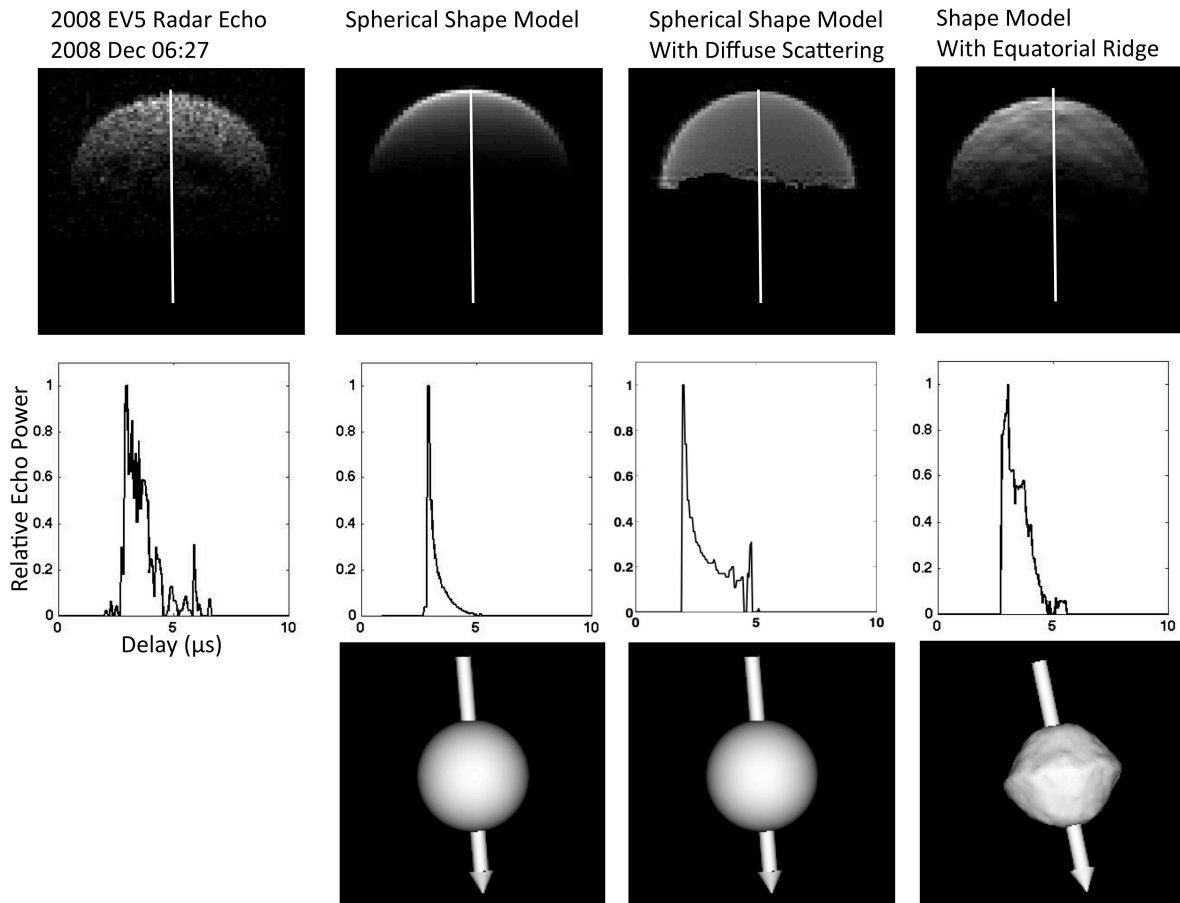 2008 EV5 Radar Echo
2008 Dec 06:27
Spherical Shape Model
Spherical Shape Model
With Diffuse Scattering
Shape Model
With Equatorial Ridge
Relative Echo Power
1
0.8
0.6
0.4
0.2
0
0 5 10
Delay (µs)
1
0.8
0.6
0.4
0.2
0
0 5 10
1
0.8
0.6
0.4
0.2
0
0 5 10
1
0.8
0.6
0.4
0.2
0
0 5 10